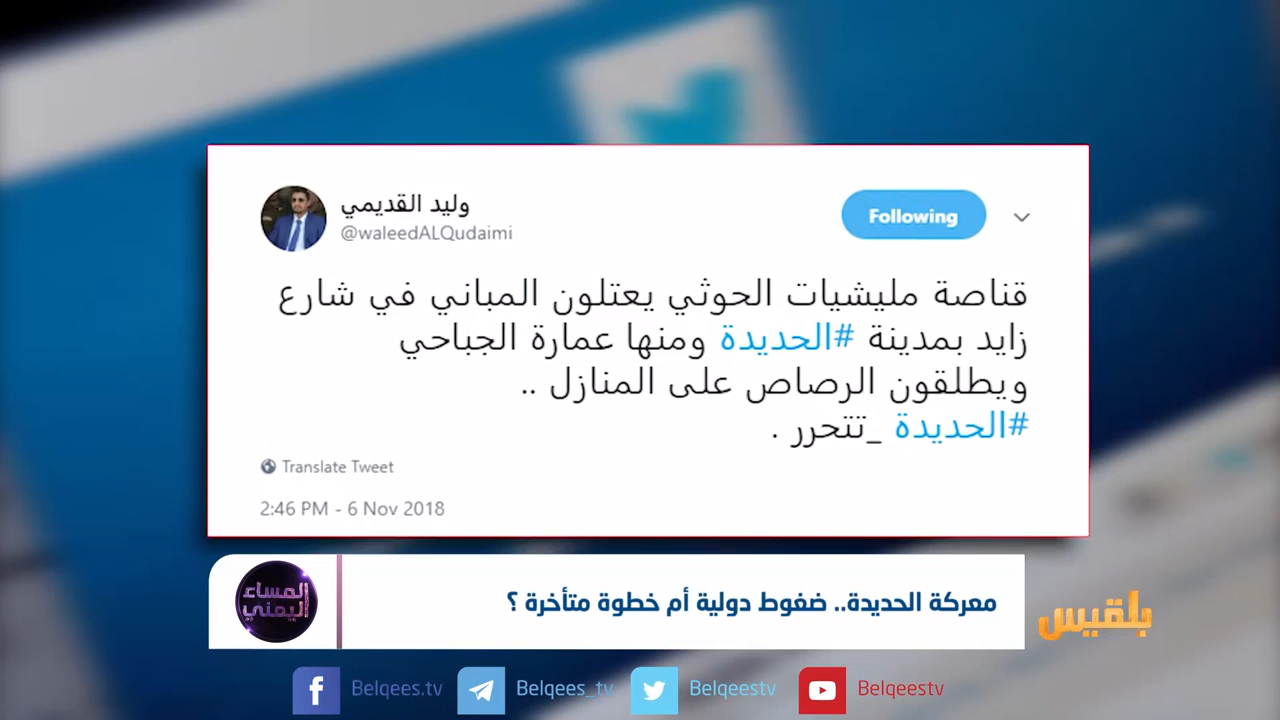 وليد القديمي
@waleedALQudaimi
Following
قناصة مليشيات الحوثي يعتلون المباني في شارع
زايد بمدينة #الحديدة ومنها عمارة الجباحي
ويطلقون الرصاص على المنازل ..
#الحديدة _تتحرر .
Translate Tweet
2:46 PM - 6 Nov 2018
المساء
اليمني
معركة الحديدة.. ضغوط دولية أم خطوة متأخرة ؟
بلقيس
Belqees.tv
Belqees_tv
Belqeestv
Belqeestv